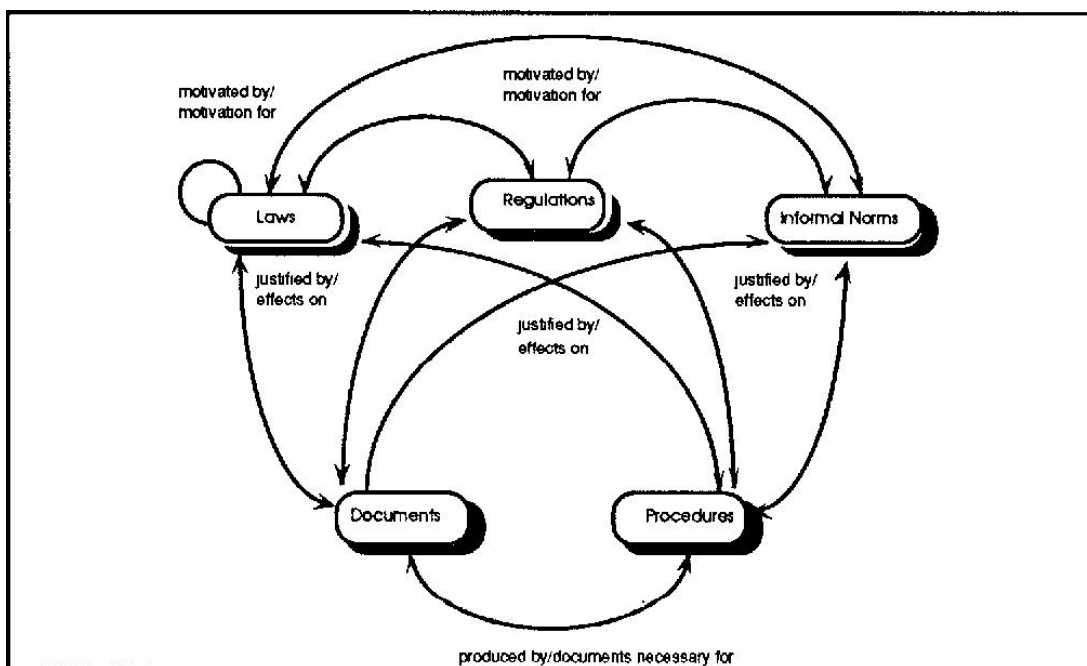 motivated by/
motivation for
motivated by/
motivation for
Laws
Regulations
Informal Norms
justified by/
effects on
justified by/
effects on
justified by/
effects on
Documents
Procedures
produced by/documents necessary for